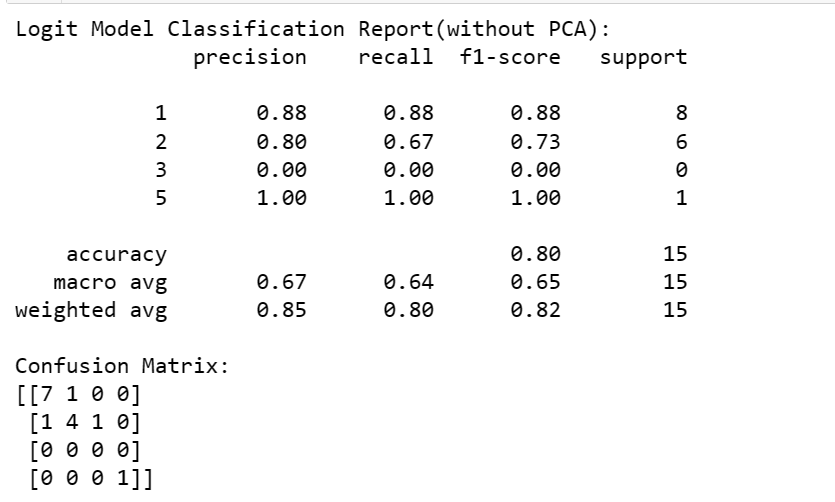 Logit Model Classification Report(without PCA):
              precision    recall  f1-score   support

           1       0.88      0.88      0.88         8
           2       0.80      0.67      0.73         6
           3       0.00      0.00      0.00         0
           5       1.00      1.00      1.00         1

    accuracy                           0.80        15
   macro avg       0.67      0.64      0.65        15
weighted avg       0.85      0.80      0.82        15

Confusion Matrix:
[[7 1 0 0]
 [1 4 1 0]
 [0 0 0 0]
 [0 0 0 1]]